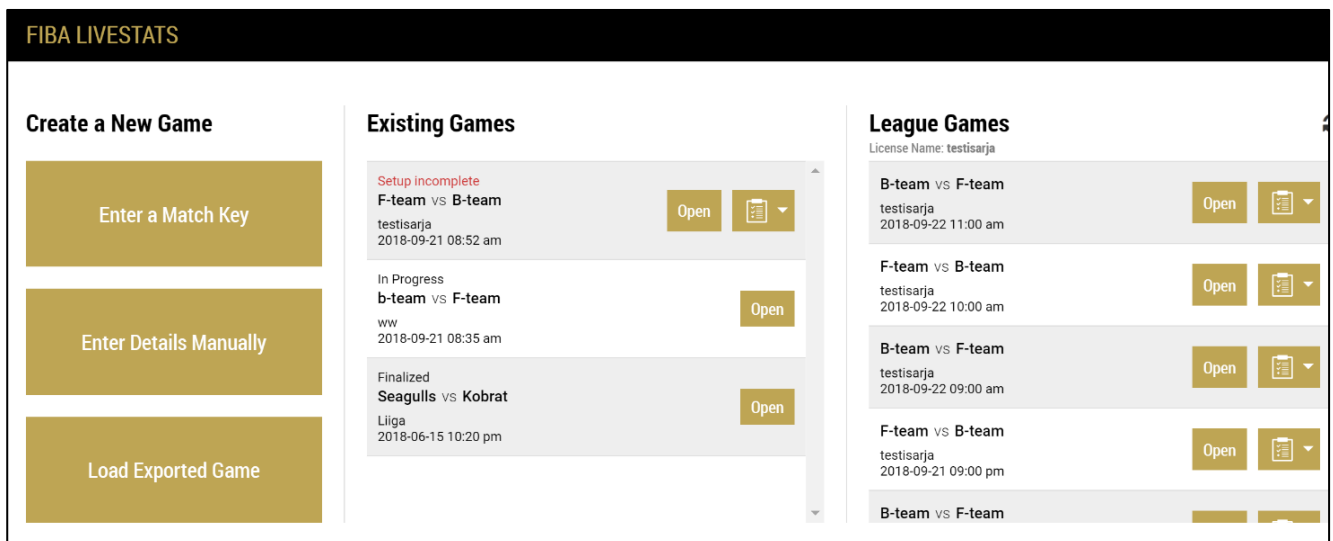 FIBA LIVESTATS
Create a New Game
Enter a Match Key
Enter Details Manually
Load Exported Game
Existing Games
Setup incomplete
F-team vs B-team
Open
testisarja
2018-09-21 08:52 am
In Progress
b-team vs F-team
Open
ww
2018-09-21 08:35 am
Finalized
Seagulls vs Kobrat
Open
Liiga
2018-06-15 10:20 pm
League Games
License Name: testisarja
B-team vs F-team
Open
testisarja
2018-09-22 11:00 am
F-team vs B-team
Open
testisarja
2018-09-22 10:00 am
B-team vs F-team
Open
testisarja
2018-09-22 09:00 am
F-team vs B-team
Open
testisarja
2018-09-21 09:00 pm
B-team vs F-team